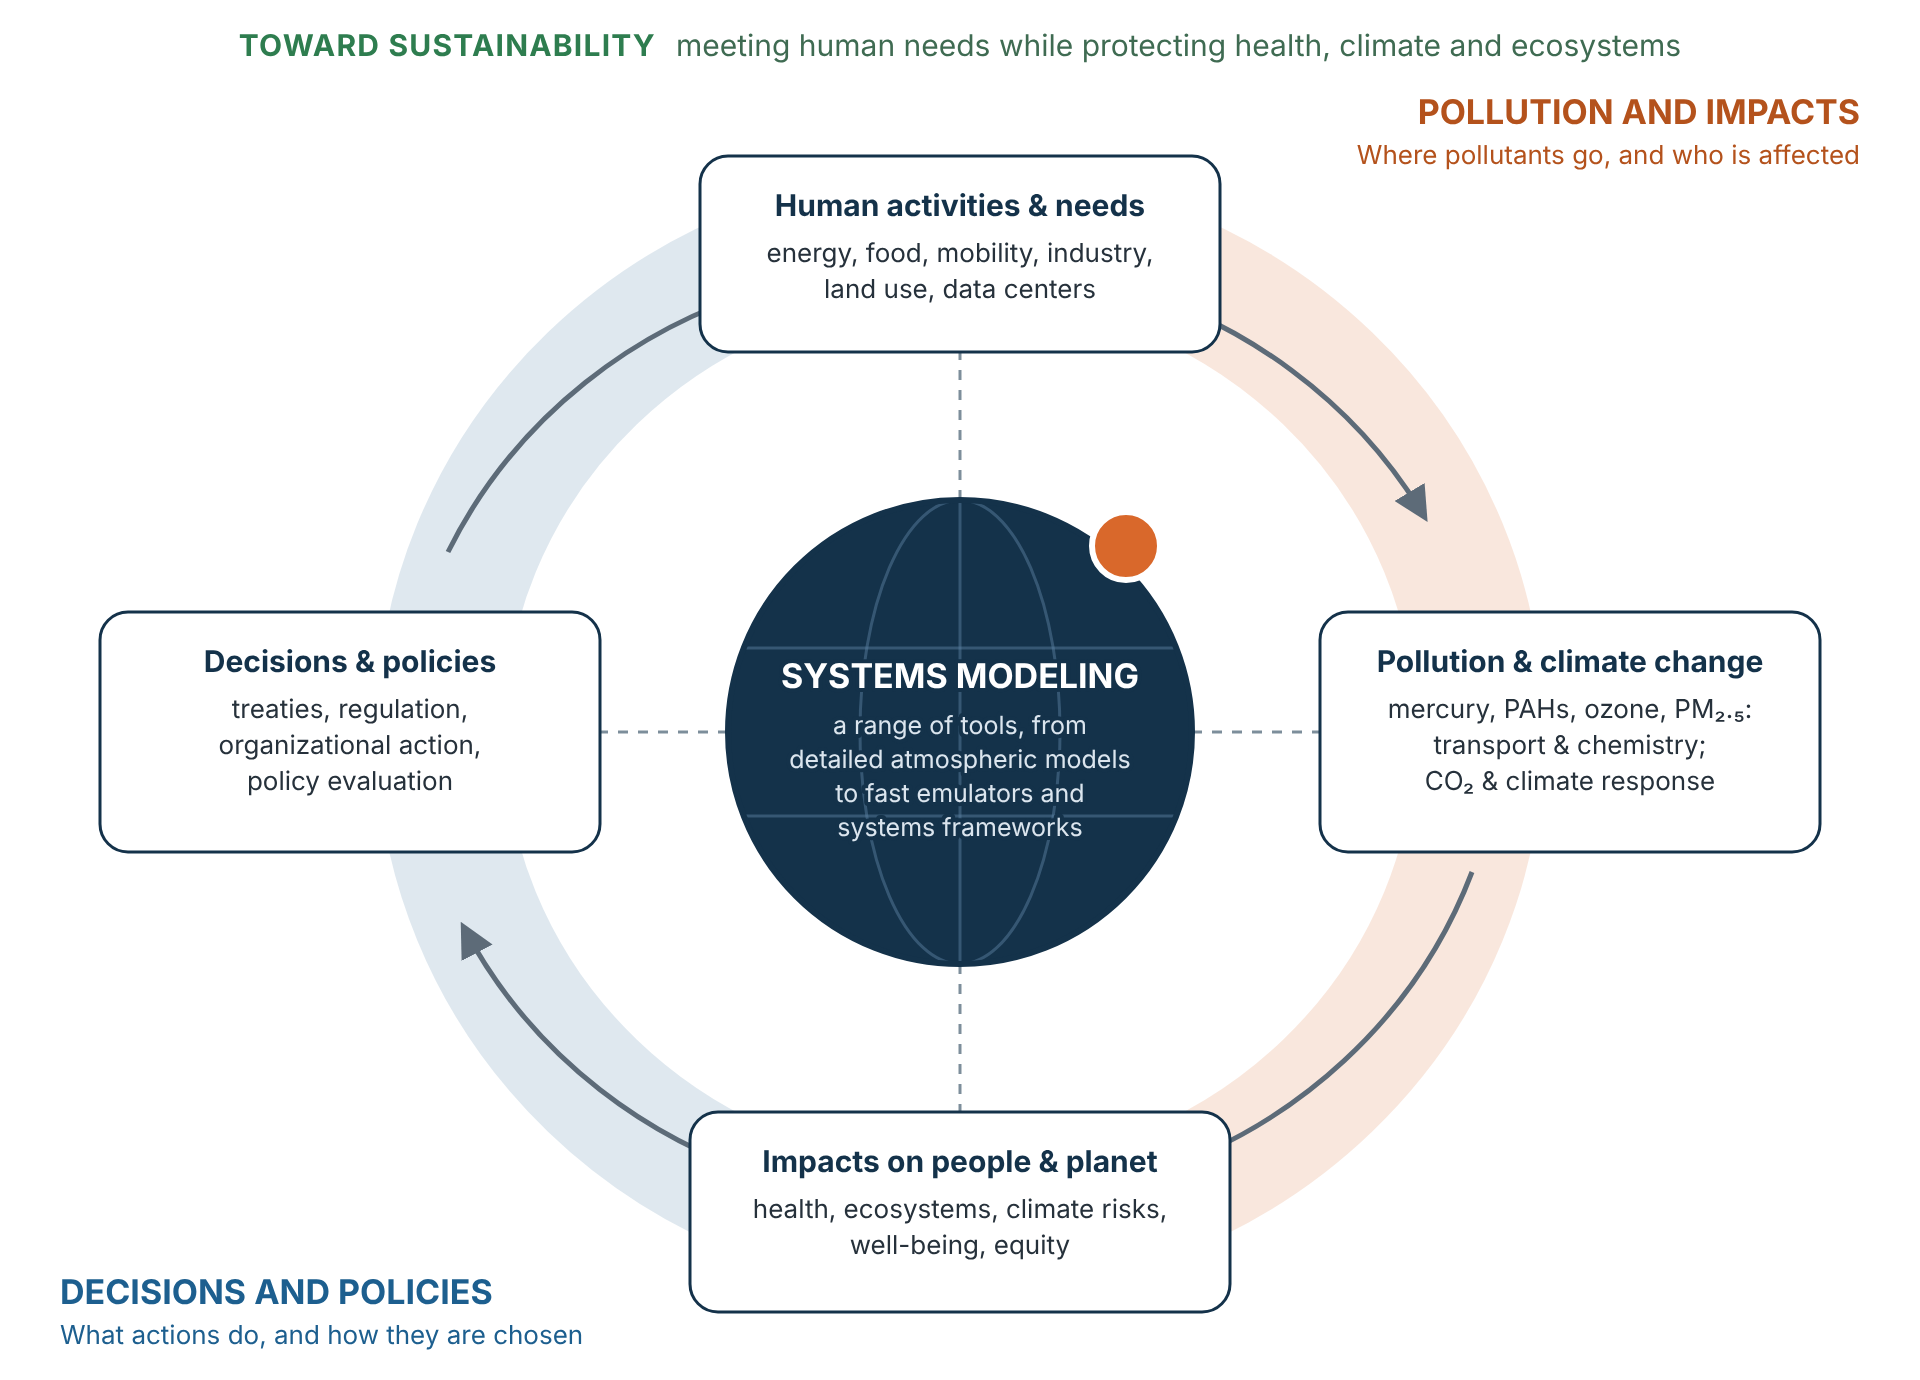 TOWARD SUSTAINABILITY meeting human needs while protecting health, climate and ecosystems
POLLUTION AND IMPACTS
Where pollutants go, and who is affected
Human activities & needs
energy, food, mobility, industry,
land use, data centers
Decisions & policies
treaties, regulation,
organizational action,
policy evaluation
SYSTEMS MODELING
a range of tools, from
detailed atmospheric models
to fast emulators and
systems frameworks
Pollution & climate change
mercury, PAHs, ozone, PM₂.₅:
transport & chemistry;
CO₂ & climate response
Impacts on people & planet
health, ecosystems, climate risks,
well-being, equity
DECISIONS AND POLICIES
What actions do, and how they are chosen